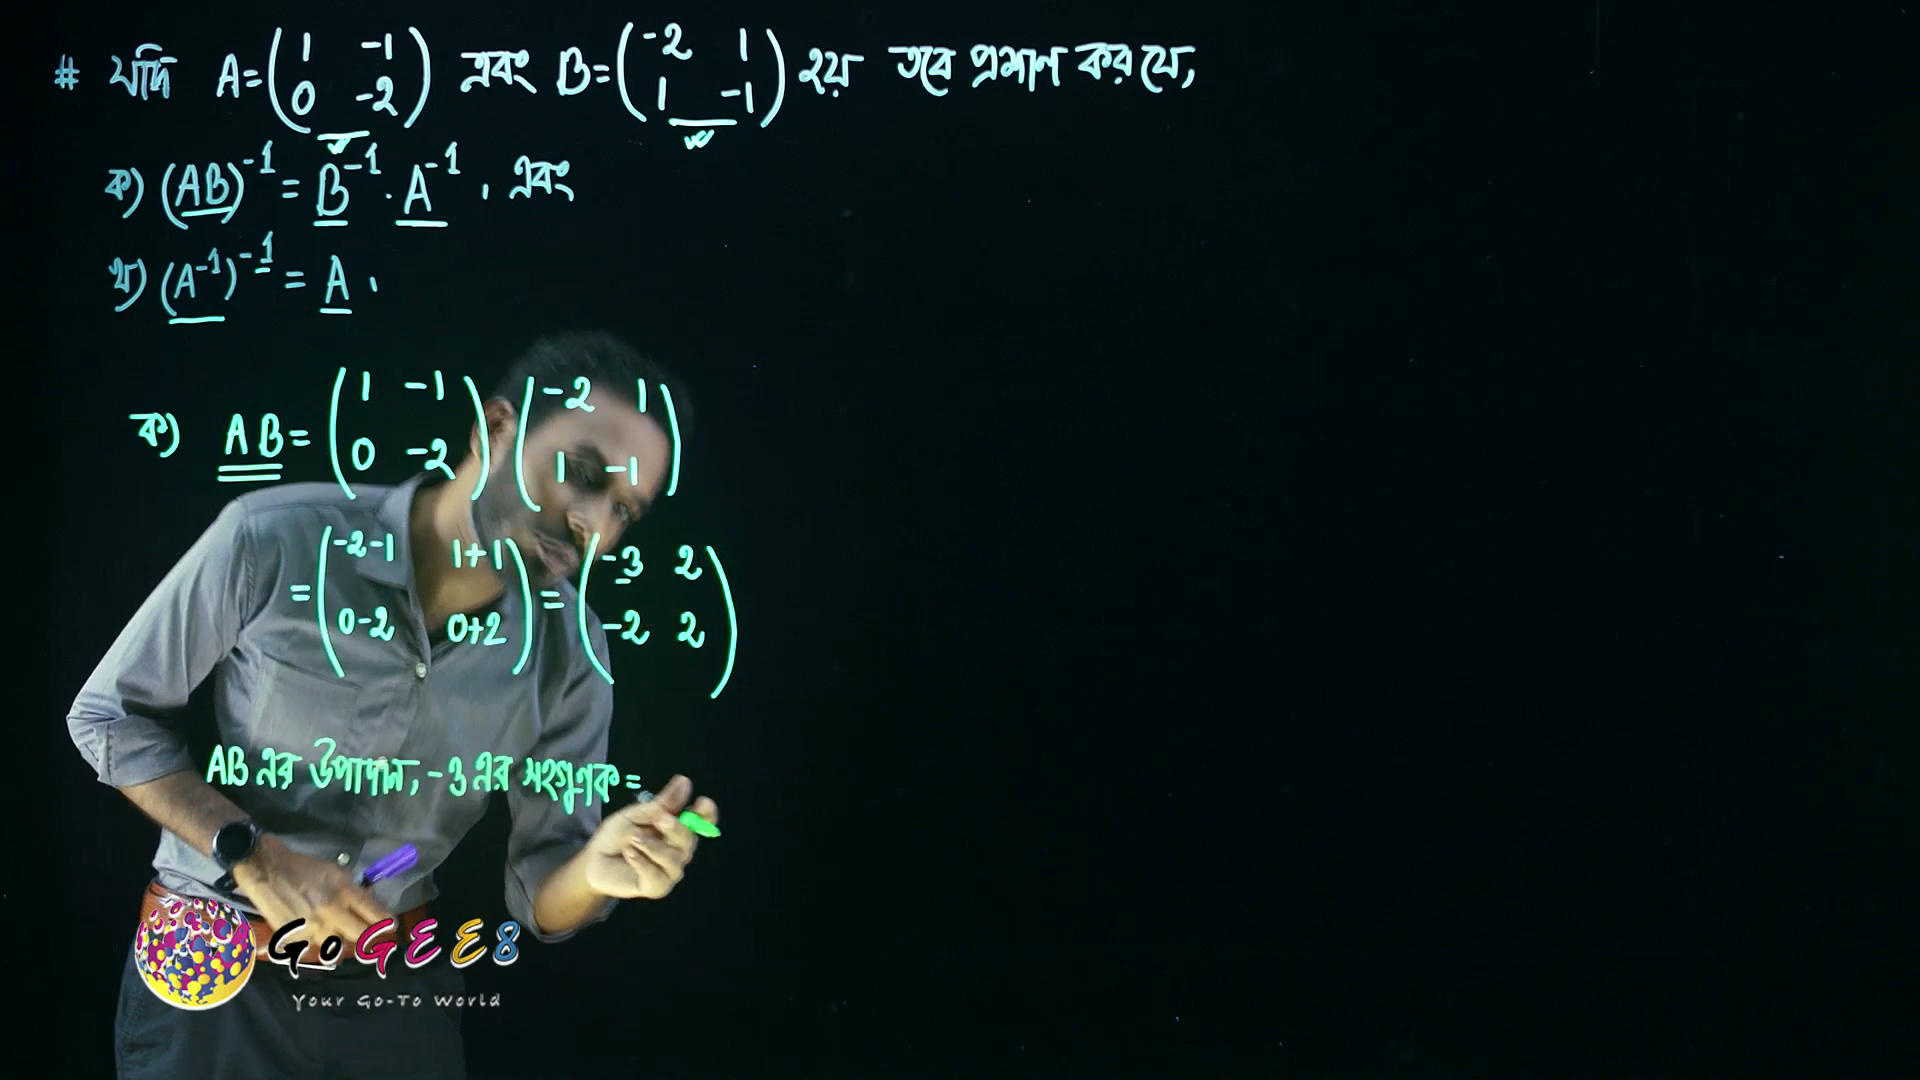 # যদি A = (1 -1 0 -2) এবং B = (-2 1 1 -1) হয় তবে প্রমাণ কর যে,
ক) (AB)⁻¹ = B⁻¹ · A⁻¹ , এবং
খ) (A⁻¹)⁻¹ = A ,
ক) AB = (1 -1 0 -2) (-2 1 1 -1)
= (-2-1 1+1 0-2 0+2) = (-3 2 -2 2)
AB এর উপাদান, -3 এর সহগুণক =
GoGEE8
Your Go-To World